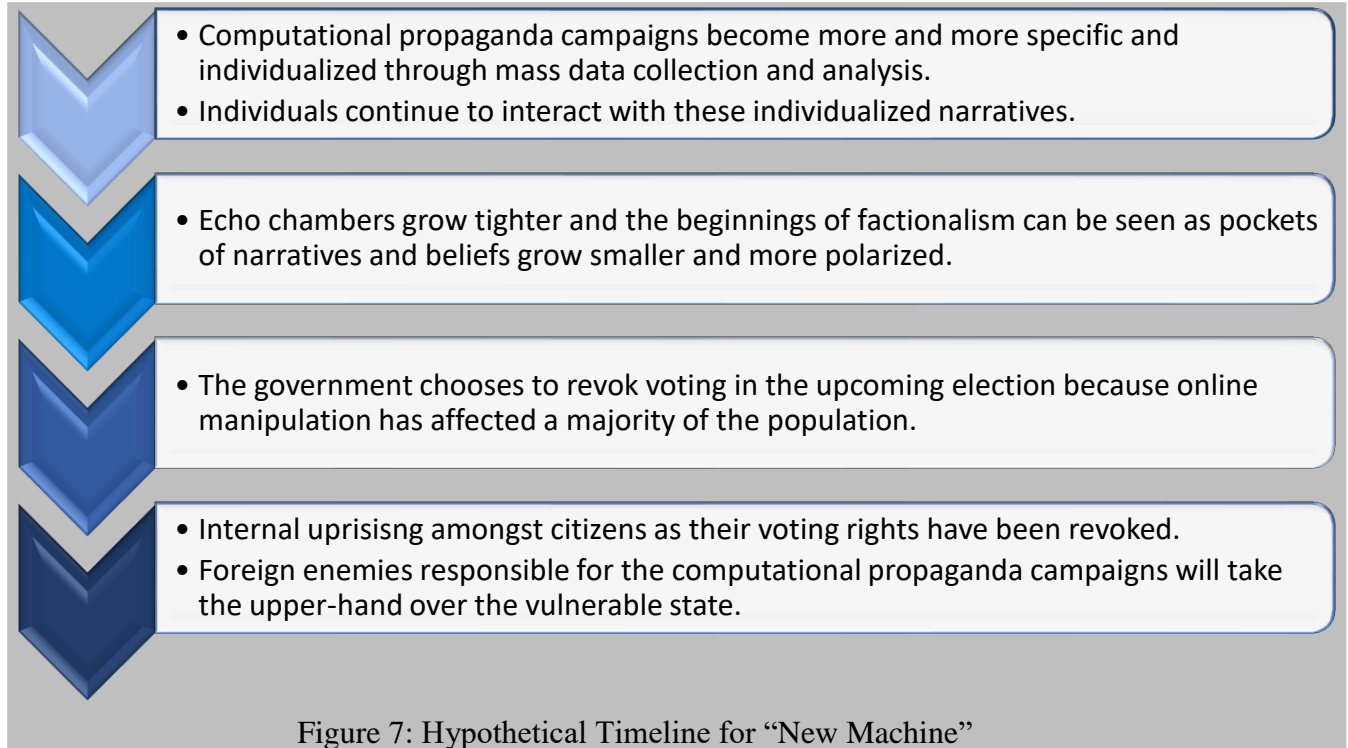 • Computational propaganda campaigns become more and more specific and
individualized through mass data collection and analysis.
• Individuals continue to interact with these individualized narratives.
• Echo chambers grow tighter and the beginnings of factionalism can be seen as pockets
of narratives and beliefs grow smaller and more polarized.
• The government chooses to revok voting in the upcoming election because online
manipulation has affected a majority of the population.
• Internal uprisisng amongst citizens as their voting rights have been revoked.
• Foreign enemies responsible for the computational propaganda campaigns will take
the upper-hand over the vulnerable state.
Figure 7: Hypothetical Timeline for “New Machine”